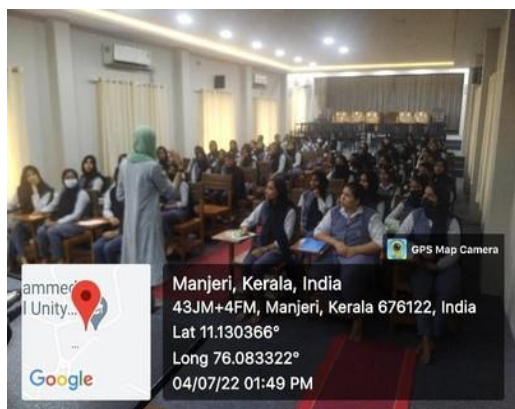 GPS Map Camera
ammed
l Unity...
Google
Manjeri, Kerala, India
43JM+4FM, Manjeri, Kerala 676122, India
Lat 11.130366°
Long 76.083322°
04/07/22 01:49 PM